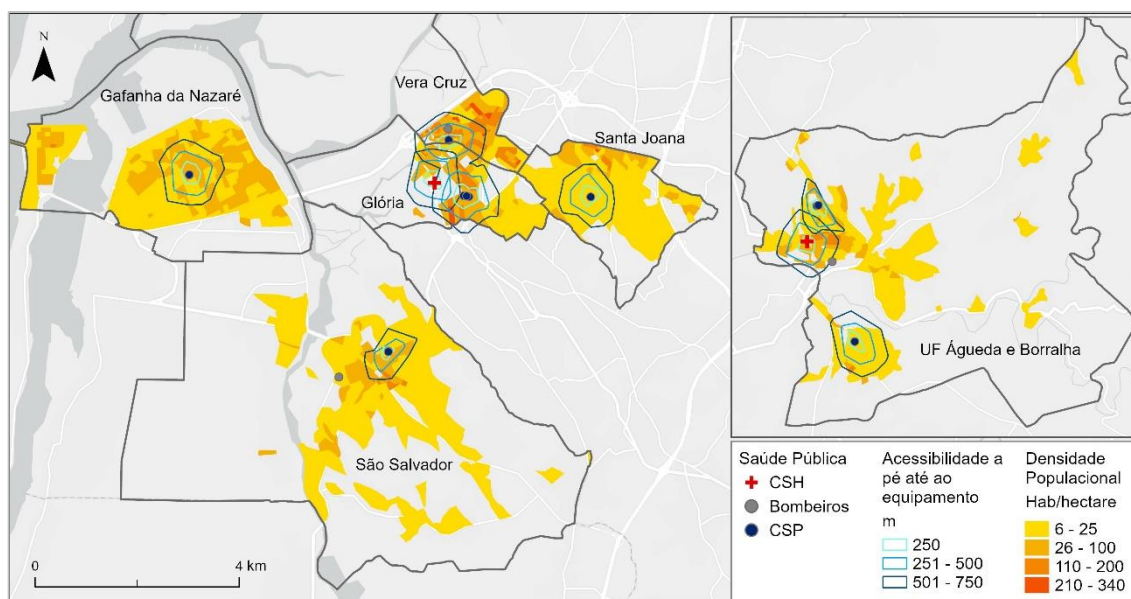 N
Gafanha da Nazaré
Vera Cruz
Santa Joana
Glória
São Salvador
0
4 km
UF Águeda e Borralha
Saúde Pública
CSH
Bombeiros
CSP
Acessibilidade a
pé até ao
equipamento
m
250
251 - 500
501 - 750
Densidade
Populacional
Hab/hectare
6 - 25
26 - 100
110 - 200
210 - 340